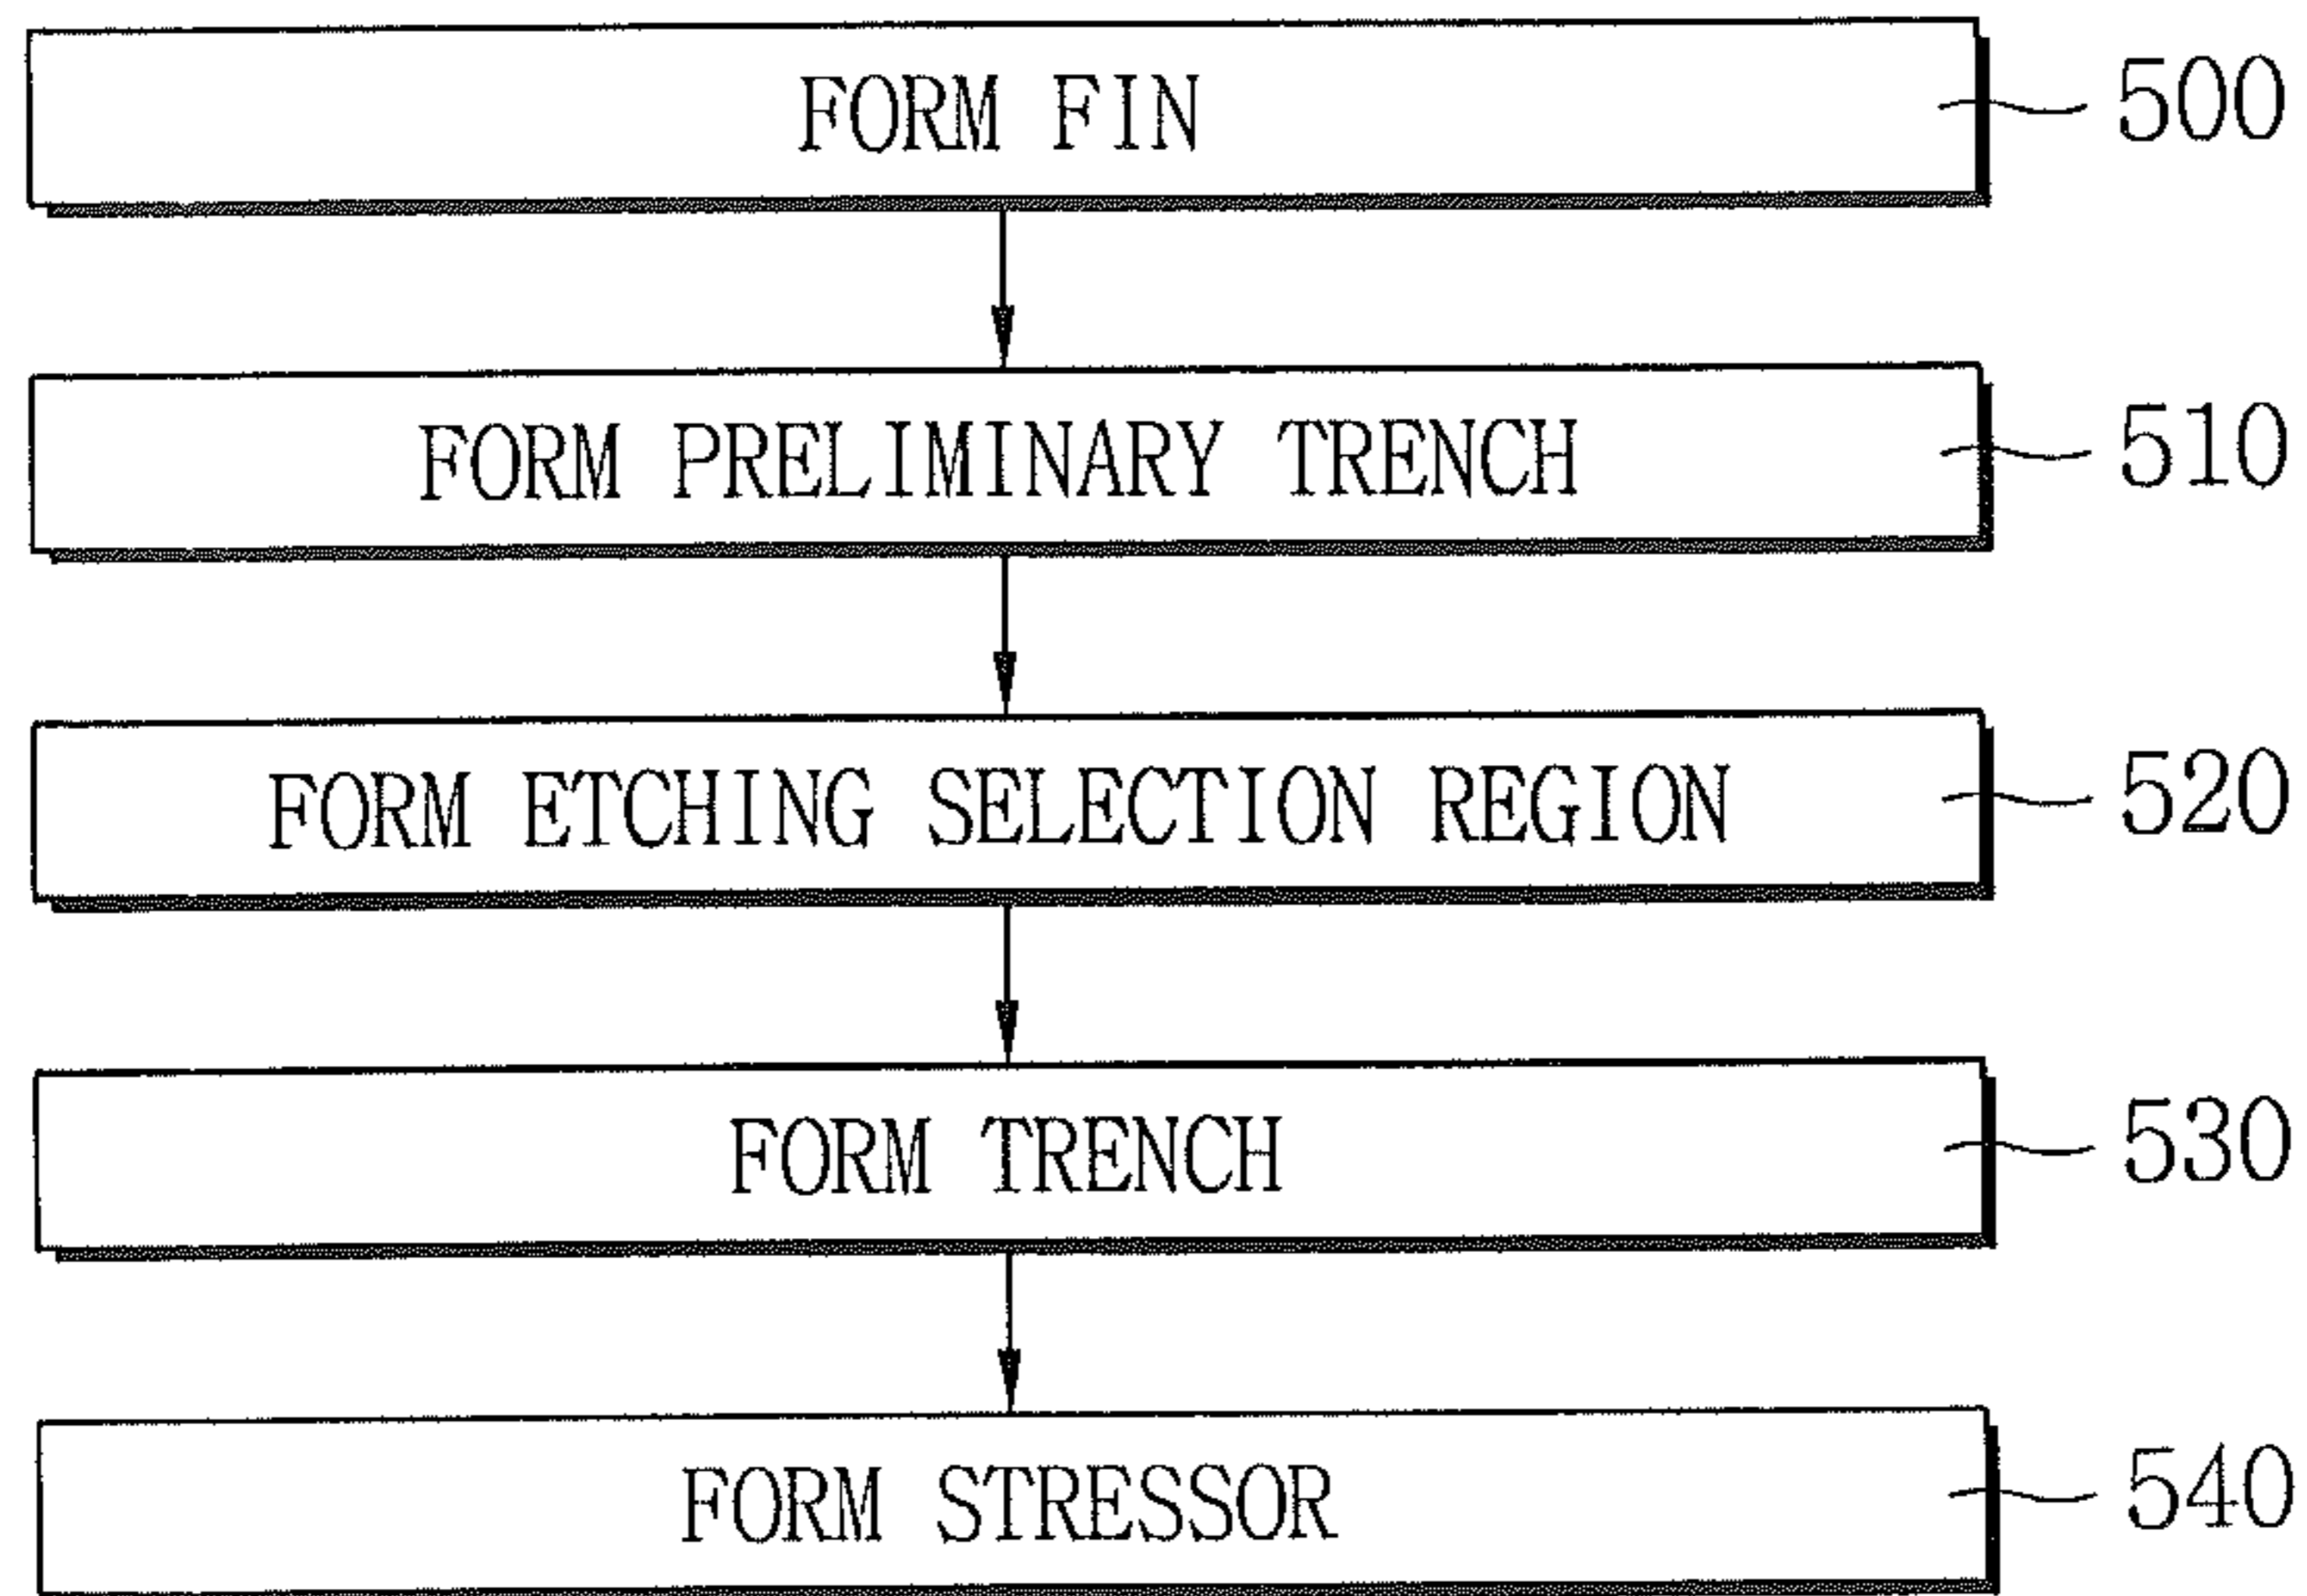 FORM FIN 500
FORM PRELIMINARY TRENCH 510
FORM ETCHING SELECTION REGION 520
FORM TRENCH 530
FORM STRESSOR 540